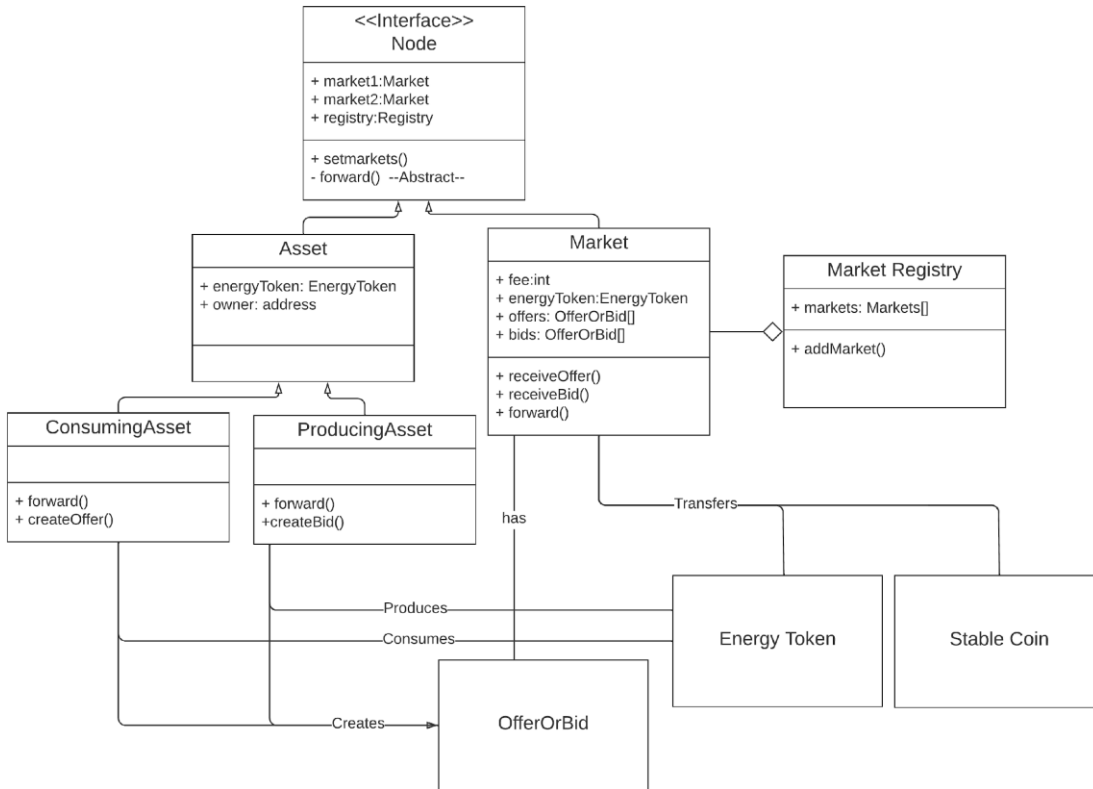 <<Interface>>
Node
+ market1:Market
+ market2:Market
+ registry:Registry
+ setmarkets()
- forward()  --Abstract--
Asset
+ energyToken: EnergyToken
+ owner: address
Market
+ fee:int
+ energyToken:EnergyToken
+ offers: OfferOrBid[]
+ bids: OfferOrBid[]
+ receiveOffer()
+ receiveBid()
+ forward()
Market Registry
+ markets: Markets[]
+ addMarket()
ConsumingAsset
+ forward()
+ createOffer()
ProducingAsset
+ forward()
+createBid()
has
Transfers
Produces
Consumes
Creates
Energy Token
Stable Coin
OfferOrBid